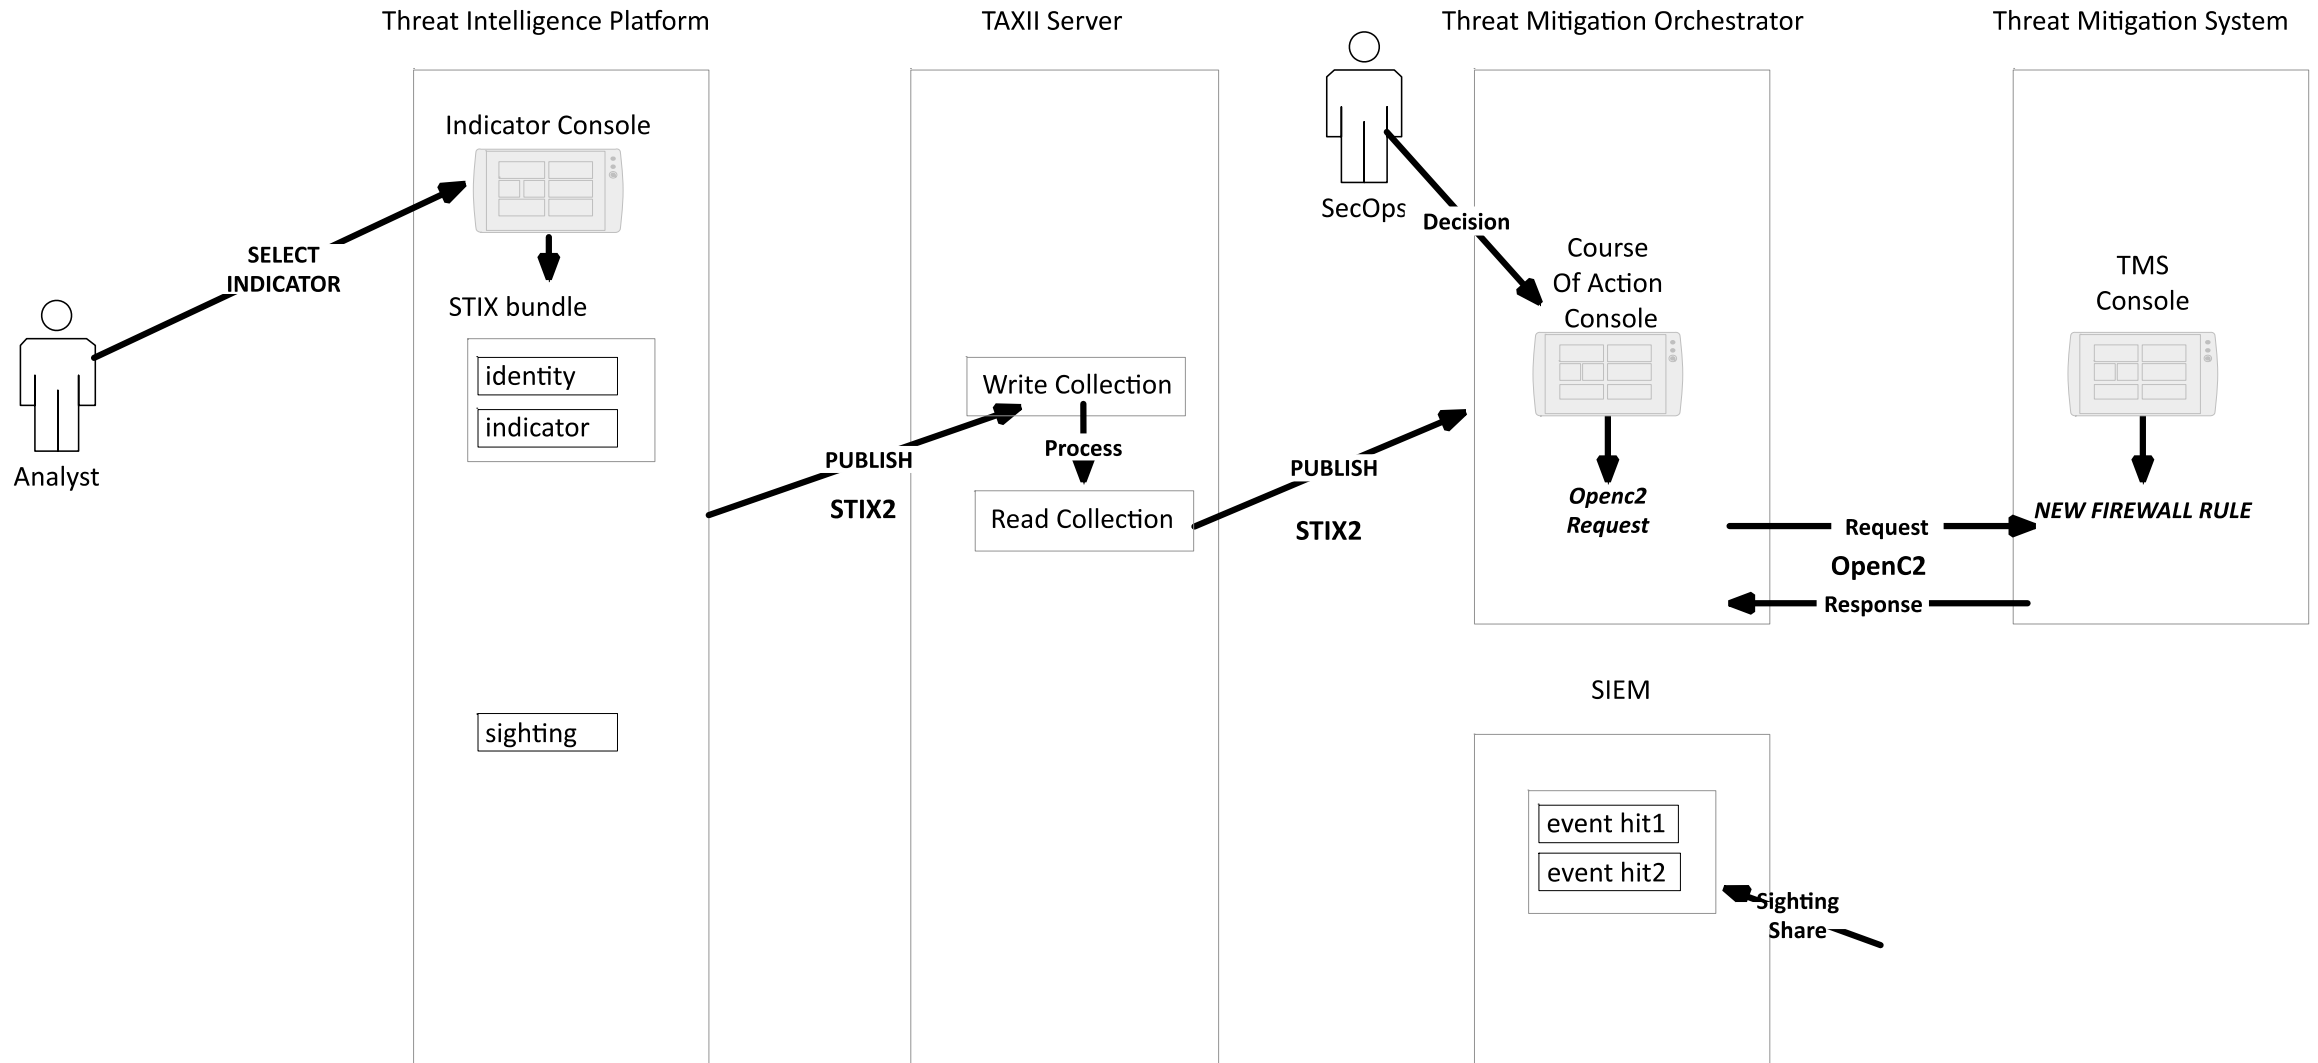 Threat Intelligence Platform
TAXII Server
Threat Mitigation Orchestrator
Threat Mitigation System
Indicator Console
SELECT
INDICATOR
Analyst
STIX bundle
identity
indicator
sighting
PUBLISH
STIX2
Write Collection
Process
Read Collection
PUBLISH
STIX2
SecOps
Decision
Course
Of Action
Console
Openc2
Request
Request
OpenC2
Response
TMS
Console
NEW FIREWALL RULE
SIEM
event hit1
event hit2
Sighting
Share